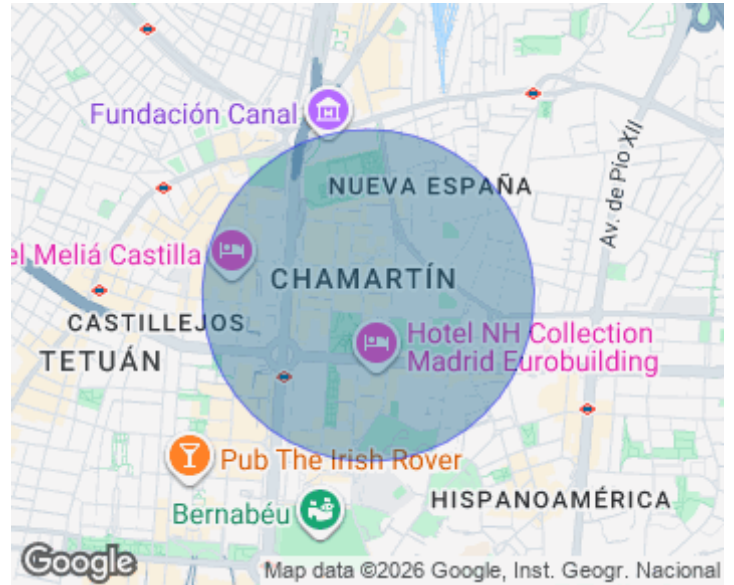 Fundación Canal
NUEVA ESPAÑA
Av. de Pío XII
el Meliá Castilla
CHAMARTÍN
CASTILLEJOS
TETUÁN
Hotel NH Collection
Madrid Eurobuilding
Pub The Irish Rover
HISPANOAMÉRICA
Bernabéu
Google
Map data ©2026 Google, Inst. Geogr. Nacional